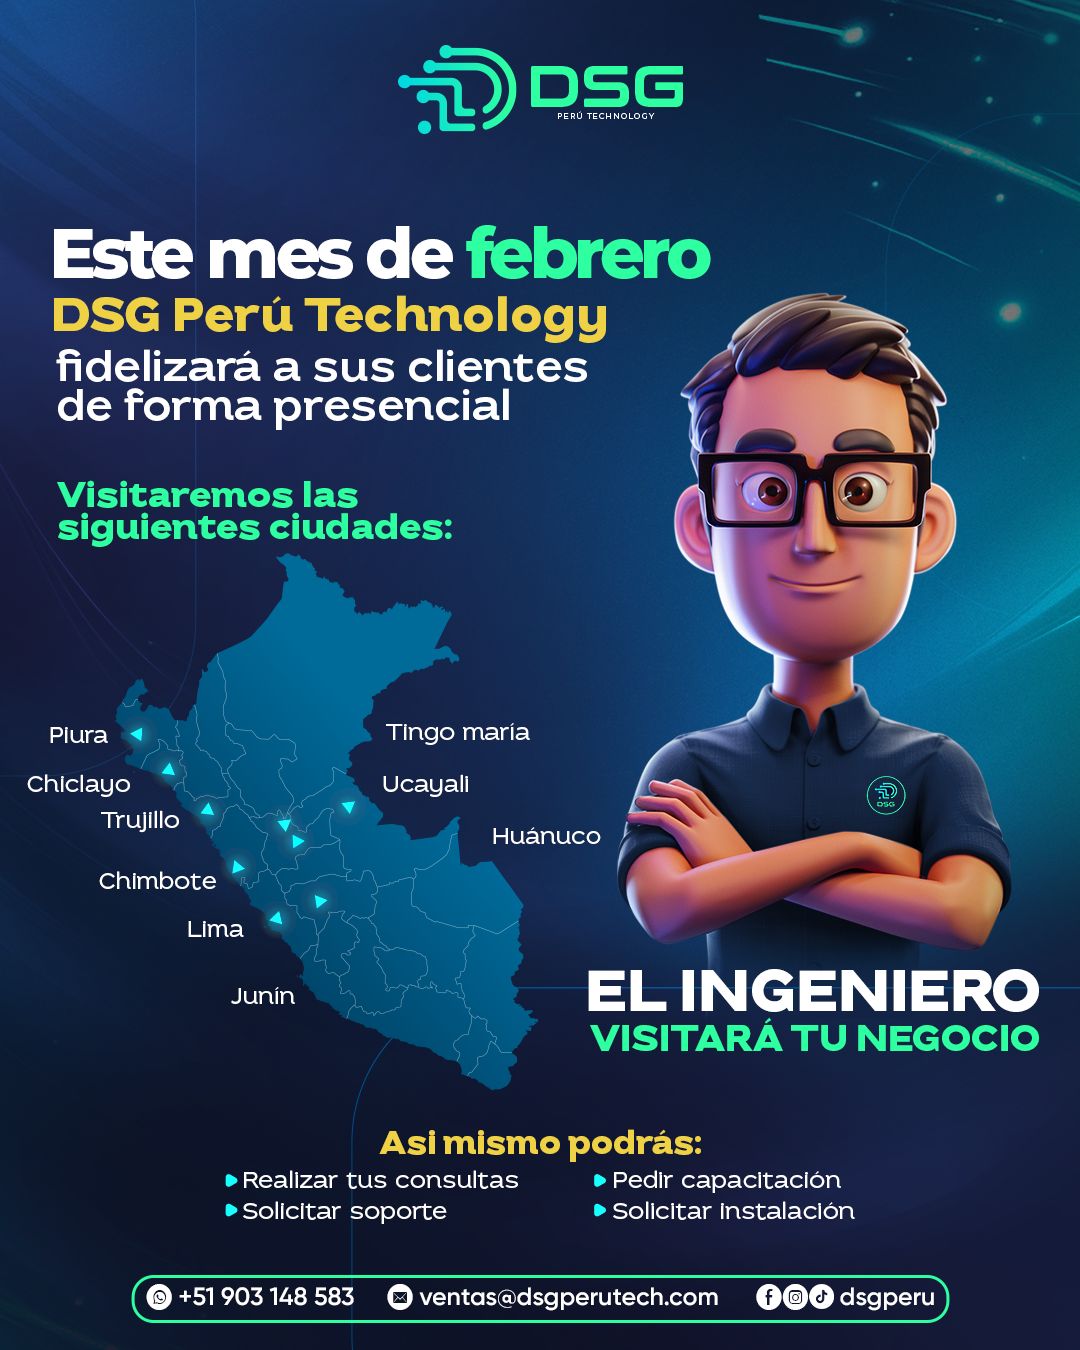 DSG
PERÚ TECHNOLOGY
Este mes de febrero
DSG Perú Technology
fidelizará a sus clientes
de forma presencial
Visitaremos las
siguientes ciudades:
Piura
Chiclayo
Trujillo
Chimbote
Lima
Junín
Tingo maría
Ucayali
Huánuco
DSG
EL INGENIERO
VISITARÁ TU NEGOCIO
Asi mismo podrás:
Realizar tus consultas
Solicitar soporte
Pedir capacitación
Solicitar instalación
+51 903 148 583
ventas@dsgperutech.com
dsgperu